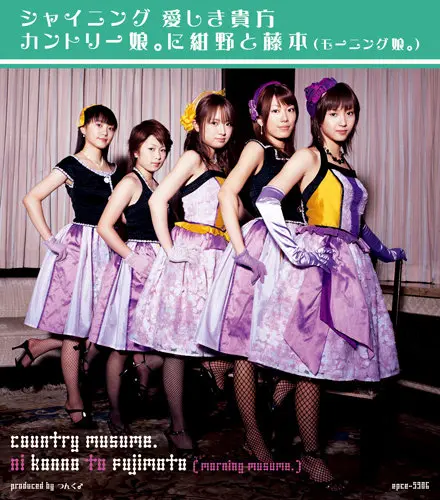 シャイニング 愛しき貴方
カントリー娘。に紺野と藤本(モーニング娘。)
country musume.
ni konno to fujimoto (morning musume.)
produced by つんく♂
epce-5306